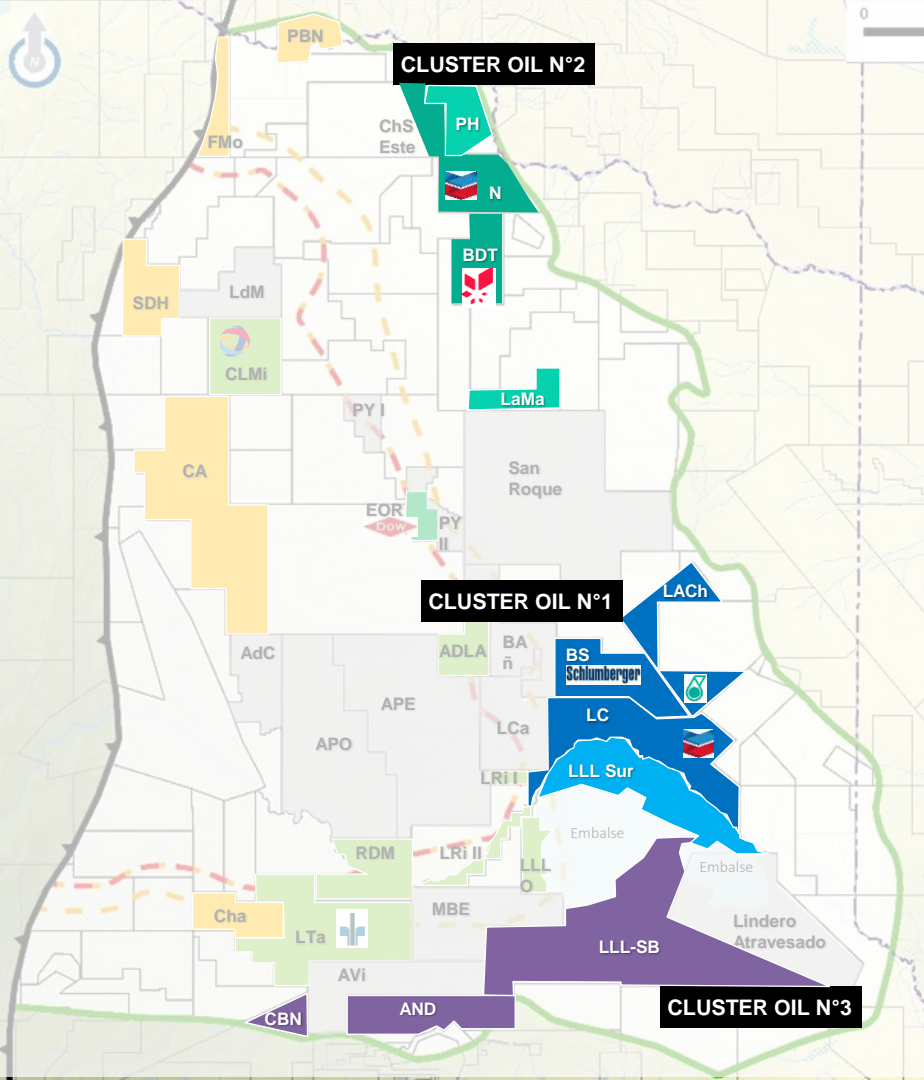 0
N
PBN
CLUSTER OIL N°2
ChS
Este
PH
FMo
N
BDT
SDH
LdM
CLMi
LaMa
PY I
CA
San
Roque
EOR
Dow
PY
II
CLUSTER OIL N°1
LACh
AdC
ADLA
BA
ñ
BS
Schlumberger
APE
LC
LCa
APO
LLL Sur
LRi I
Embalse
RDM
LRi II
LLL
O
Embalse
Cha
MBE
Lindero
Atravesado
LTa
LLL-SB
AVi
CBN
AND
CLUSTER OIL N°3